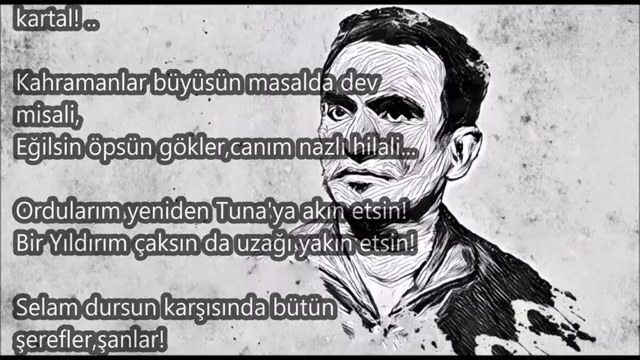 kartal! ..
Kahramanlar büyüsün masalda dev
misali,
Eğilsin öpsün gökler,canım nazlı hilali...
Ordularım yeniden Tuna'ya akın etsin!
Bir Yıldırım çaksın da uzağı yakın etsin!
Selam dursun karşısında bütün
şerefler,şanlar!